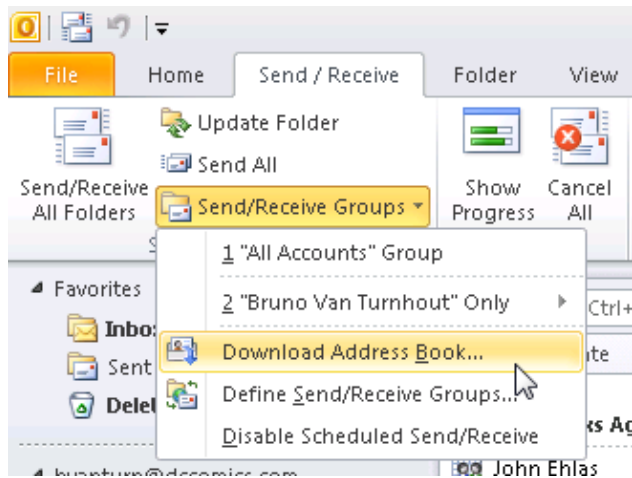 File Home Send / Receive Folder View
Update Folder
Send All
Send/Receive All Folders
Send/Receive Groups
Show Progress
Cancel All
1 "All Accounts" Group
2 "Bruno Van Turnhout" Only
Download Address Book...
Define Send/Receive Groups...
Disable Scheduled Send/Receive
Favorites
Sent
Ctrl+
John Ehlas